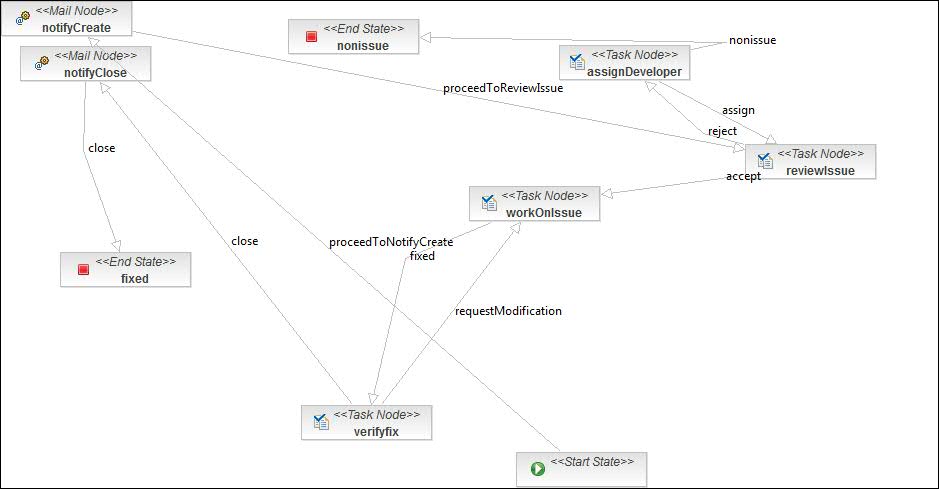 <<Mail Node>>
notifyCreate
<<End State>>
nonissue
nonissue
<<Mail Node>>
notifyClose
<<Task Node>>
assignDeveloper
proceedToReviewIssue
assign
reject
close
<<Task Node>>
reviewIssue
accept
<<Task Node>>
workOnIssue
close
proceedToNotifyCreate
fixed
<<End State>>
fixed
requestModification
<<Task Node>>
verifyfix
<<Start State>>